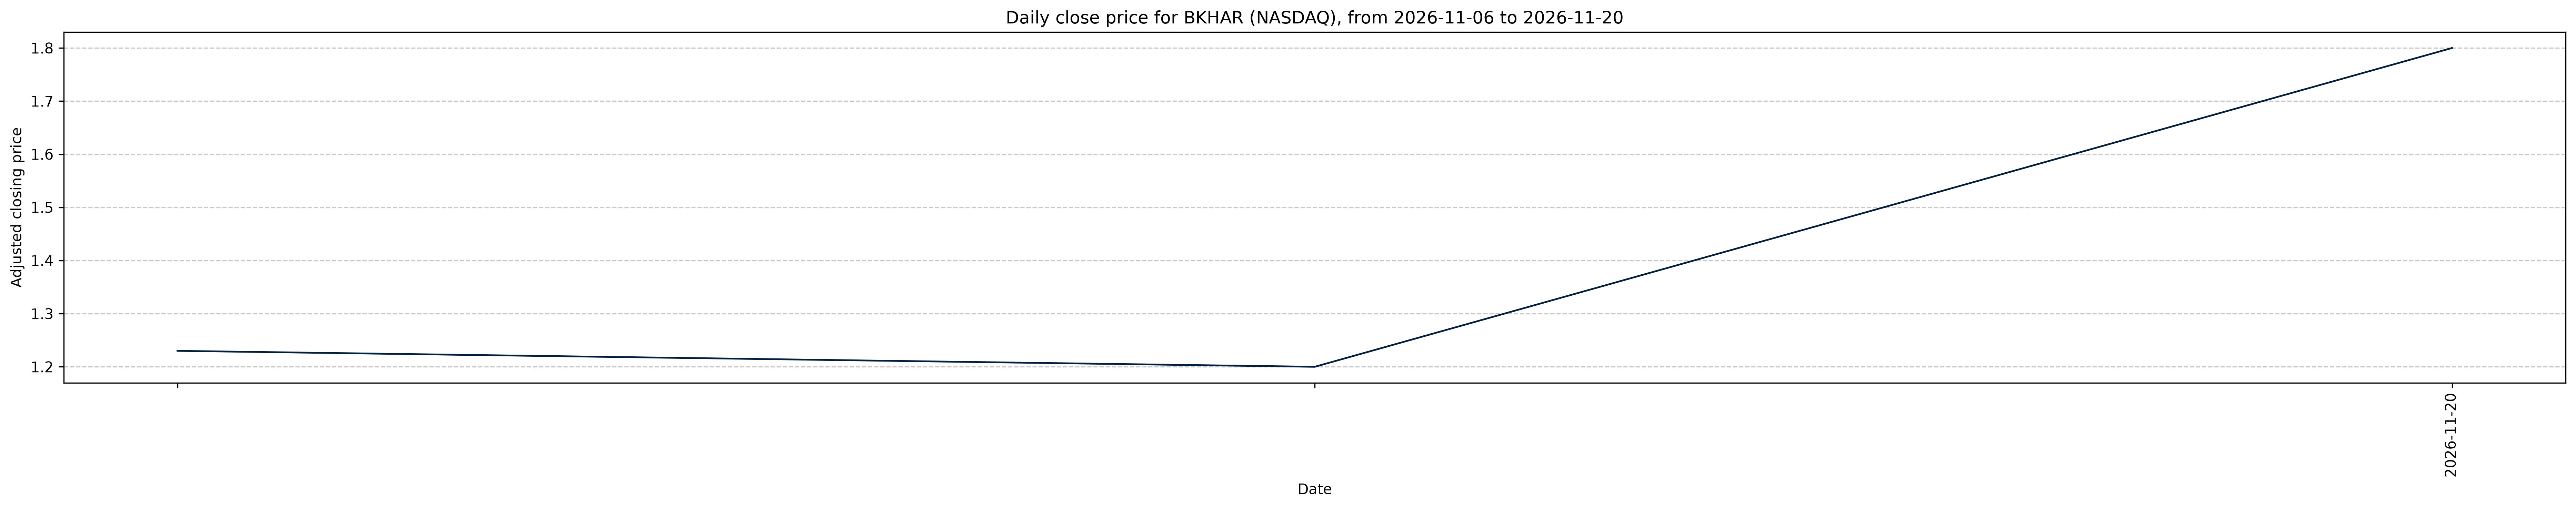 Daily close price for BKHAR (NASDAQ), from 2026-11-06 to 2026-11-20
Adjusted closing price
1.8
1.7
1.6
1.5
1.4
1.3
1.2
2026-11-20
Date